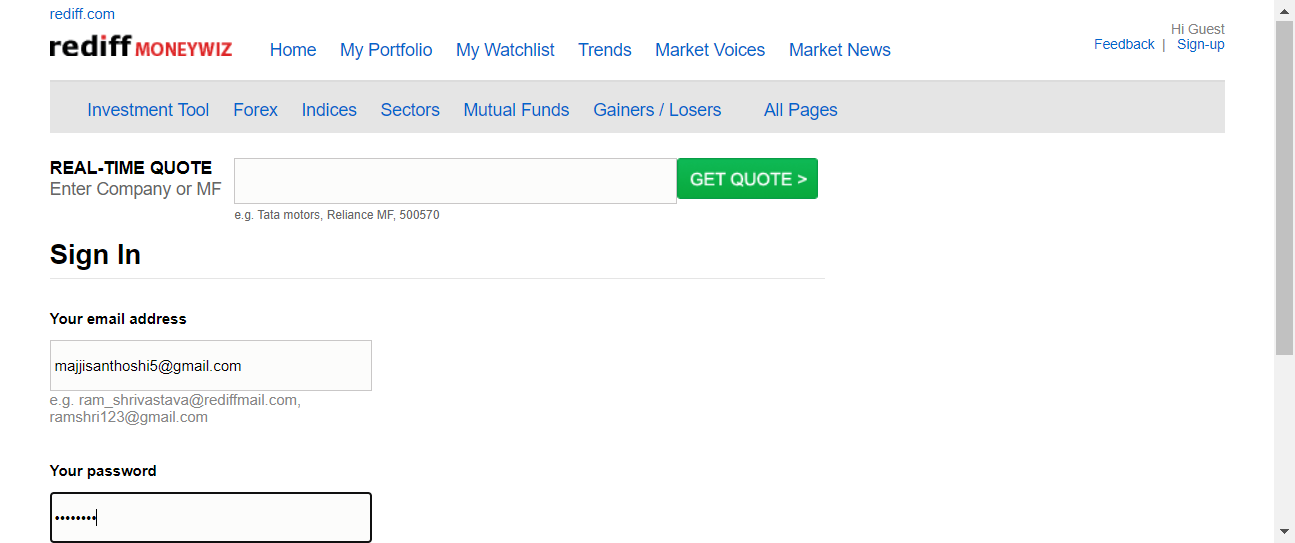 rediff.com
rediff MONEYWIZ Home My Portfolio My Watchlist Trends Market Voices Market News
Hi Guest
Feedback | Sign-up
Investment Tool Forex Indices Sectors Mutual Funds Gainers / Losers All Pages
REAL-TIME QUOTE
Enter Company or MF
GET QUOTE >
e.g. Tata motors, Reliance MF, 500570
Sign In
Your email address
majjisanthoshi5@gmail.com
e.g. ram_shrivastava@rediffmail.com,
ramshri123@gmail.com
Your password
••••••••